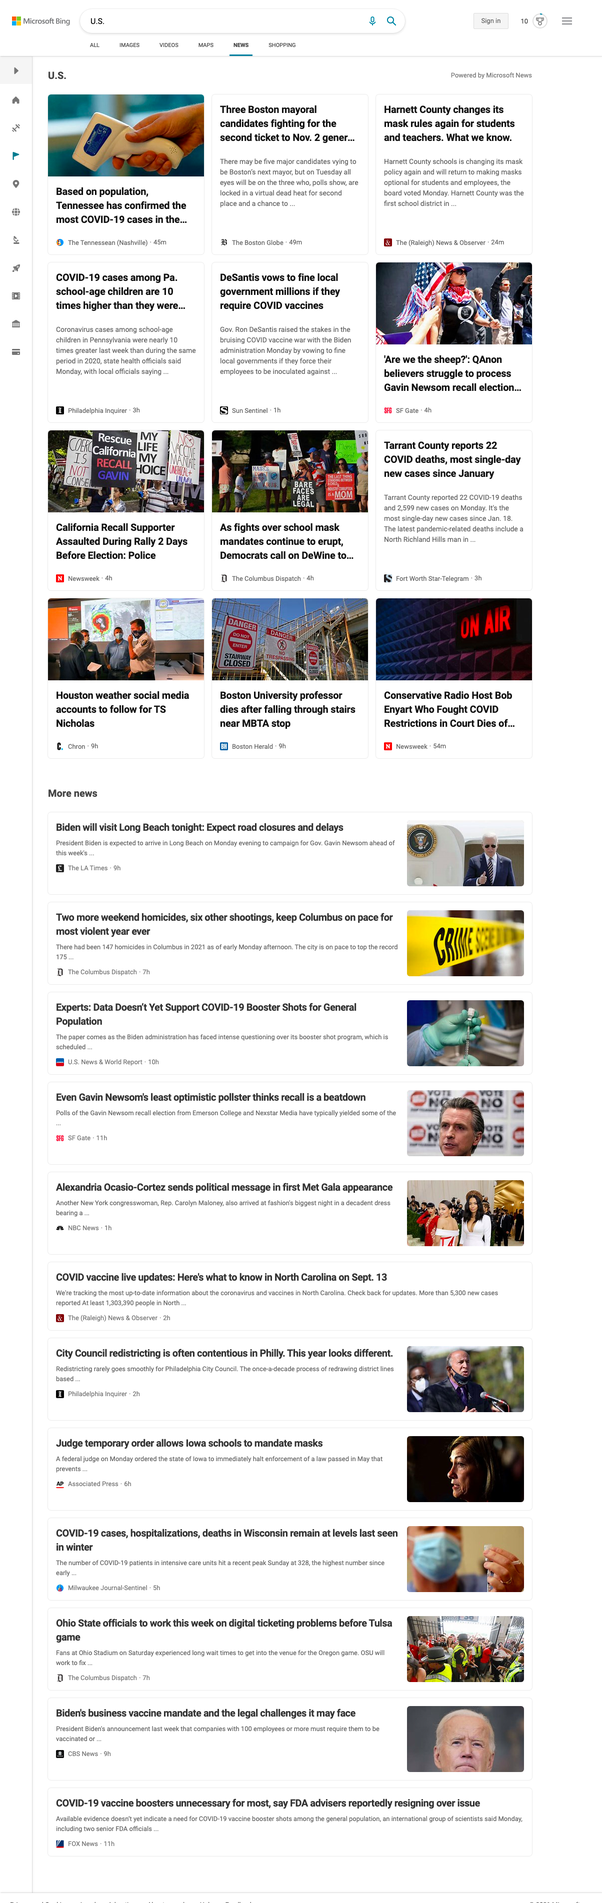 Microsoft Bing
U.S.
Sign in
10
ALL
IMAGES
VIDEOS
MAPS
NEWS
SHOPPING
U.S.
Powered by Microsoft News
Based on population,
Tennessee has confirmed the
most COVID-19 cases in the...
The Tennessean (Nashville) · 45m
Three Boston mayoral
candidates fighting for the
second ticket to Nov. 2 gener...
There may be five major candidates vying to
be Boston's next mayor, but on Tuesday all
eyes will be on the three who, polls show, are
locked in a virtual dead heat for second
place and a chance to ...
The Boston Globe · 49m
Harnett County changes its
mask rules again for students
and teachers. What we know.
Harnett County schools is changing its mask
policy again and will return to making masks
optional for students and employees, the
board voted Monday. Harnett County was the
first school district in ...
The (Raleigh) News & Observer · 24m
COVID-19 cases among Pa.
school-age children are 10
times higher than they were...
Coronavirus cases among school-age
children in Pennsylvania were nearly 10
times greater last week than during the same
period in 2020, state health officials said
Monday, with local officials saying ...
Philadelphia Inquirer · 3h
DeSantis vows to fine local
government millions if they
require COVID vaccines
Gov. Ron DeSantis raised the stakes in the
bruising COVID vaccine war with the Biden
administration Monday by vowing to fine
local governments if they force their
employees to be inoculated against ...
Sun Sentinel · 1h
'Are we the sheep?': QAnon
believers struggle to process
Gavin Newsom recall election...
SF Gate · 4h
Rescue
California
RECALL
GAVIN
MY
LIFE
MY
CHOICE
IS
NOT
California Recall Supporter
Assaulted During Rally 2 Days
Before Election: Police
Newsweek · 4h
BARE
FACES
ARE
LEGAL
MOM
As fights over school mask
mandates continue to erupt,
Democrats call on DeWine to...
The Columbus Dispatch · 4h
Tarrant County reports 22
COVID deaths, most single-day
new cases since January
Tarrant County reported 22 COVID-19 deaths
and 2,599 new cases on Monday. It's the
most single-day new cases since Jan. 18.
The latest pandemic-related deaths include a
North Richland Hills man in ...
Fort Worth Star-Telegram · 3h
Houston weather social media
accounts to follow for TS
Nicholas
Chron · 9h
DANGER
DO NOT
ENTER
STAIRWAY
CLOSED
DANGER
Boston University professor
dies after falling through stairs
near MBTA stop
Boston Herald · 9h
ON AIR
Conservative Radio Host Bob
Enyart Who Fought COVID
Restrictions in Court Dies of...
Newsweek · 54m
More news
Biden will visit Long Beach tonight: Expect road closures and delays
President Biden is expected to arrive in Long Beach on Monday evening to campaign for Gov. Gavin Newsom ahead of
this week's ...
The LA Times · 9h
Two more weekend homicides, six other shootings, keep Columbus on pace for
most violent year ever
There had been 147 homicides in Columbus in 2021 as of early Monday afternoon. The city is on pace to top the record
175 ...
The Columbus Dispatch · 7h
CRIME SCENE
Experts: Data Doesn't Yet Support COVID-19 Booster Shots for General
Population
The paper comes as the Biden administration has faced intense questioning over its booster shot program, which is
scheduled ...
U.S. News & World Report · 10h
Even Gavin Newsom's least optimistic pollster thinks recall is a beatdown
Polls of the Gavin Newsom recall election from Emerson College and Nexstar Media have typically yielded some of the
...
SF Gate · 11h
VOTE
NO
VOTE
NO
Alexandria Ocasio-Cortez sends political message in first Met Gala appearance
Another New York congresswoman, Rep. Carolyn Maloney, also arrived at fashion's biggest night in a decadent dress
bearing a ...
NBC News · 1h
COVID vaccine live updates: Here's what to know in North Carolina on Sept. 13
We're tracking the most up-to-date information about the coronavirus and vaccines in North Carolina. Check back for updates. More than 5,300 new cases
reported At least 1,303,390 people in North ...
The (Raleigh) News & Observer · 2h
City Council redistricting is often contentious in Philly. This year looks different.
Redistricting rarely goes smoothly for Philadelphia City Council. The once-a-decade process of redrawing district lines
based ...
Philadelphia Inquirer · 2h
Judge temporary order allows Iowa schools to mandate masks
A federal judge on Monday ordered the state of Iowa to immediately halt enforcement of a law passed in May that
prevents ...
AP
Associated Press · 6h
COVID-19 cases, hospitalizations, deaths in Wisconsin remain at levels last seen
in winter
The number of COVID-19 patients in intensive care units hit a recent peak Sunday at 328, the highest number since
early ...
Milwaukee Journal-Sentinel · 5h
Ohio State officials to work this week on digital ticketing problems before Tulsa
game
Fans at Ohio Stadium on Saturday experienced long wait times to get into the venue for the Oregon game. OSU will
work to fix ...
The Columbus Dispatch · 7h
Biden's business vaccine mandate and the legal challenges it may face
President Biden's announcement last week that companies with 100 employees or more must require them to be
vaccinated or ...
CBS News · 9h
COVID-19 vaccine boosters unnecessary for most, say FDA advisers reportedly resigning over issue
Available evidence doesn't yet indicate a need for COVID-19 vaccine booster shots among the general population, an international group of scientists said Monday,
including two senior FDA officials ...
FOX News · 11h